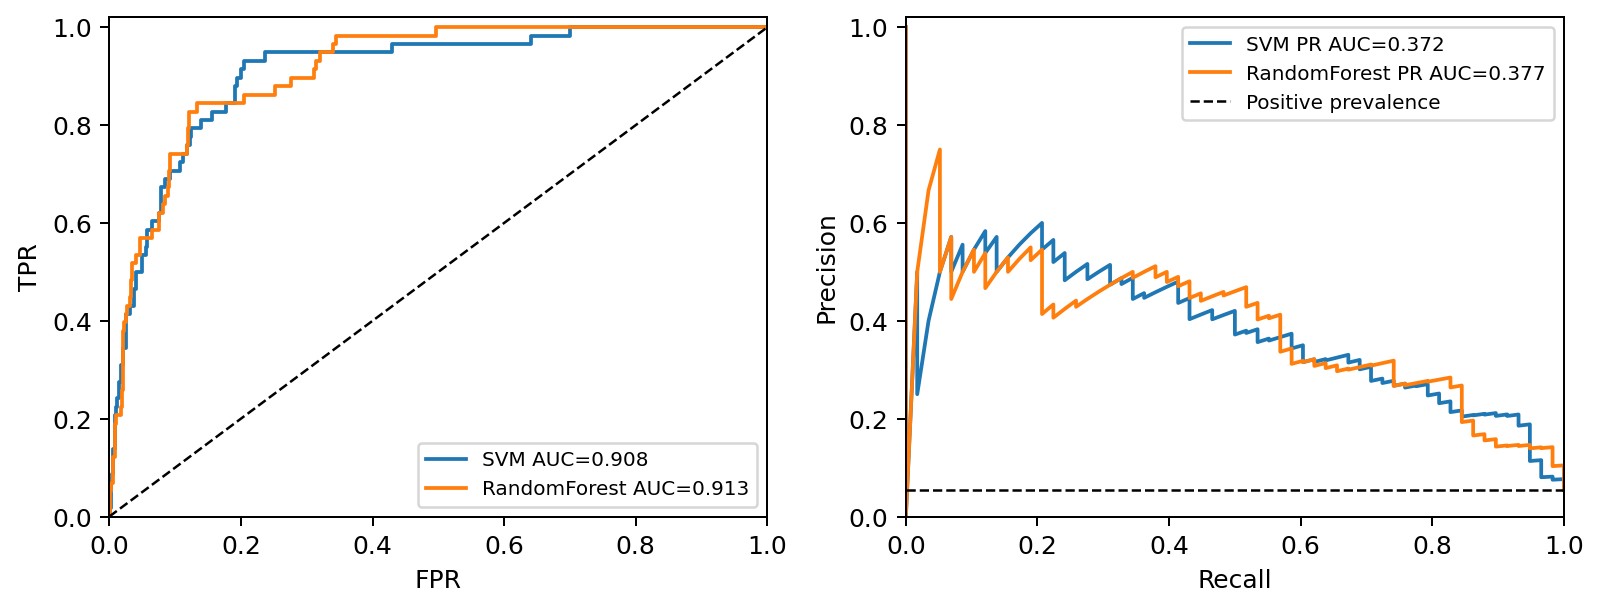 TPR
1.0
0.8
0.6
0.4
0.2
0.0
0.0 0.2 0.4 0.6 0.8 1.0
FPR
SVM AUC=0.908
RandomForest AUC=0.913
Precision
1.0
0.8
0.6
0.4
0.2
0.0
0.0 0.2 0.4 0.6 0.8 1.0
Recall
SVM PR AUC=0.372
RandomForest PR AUC=0.377
Positive prevalence